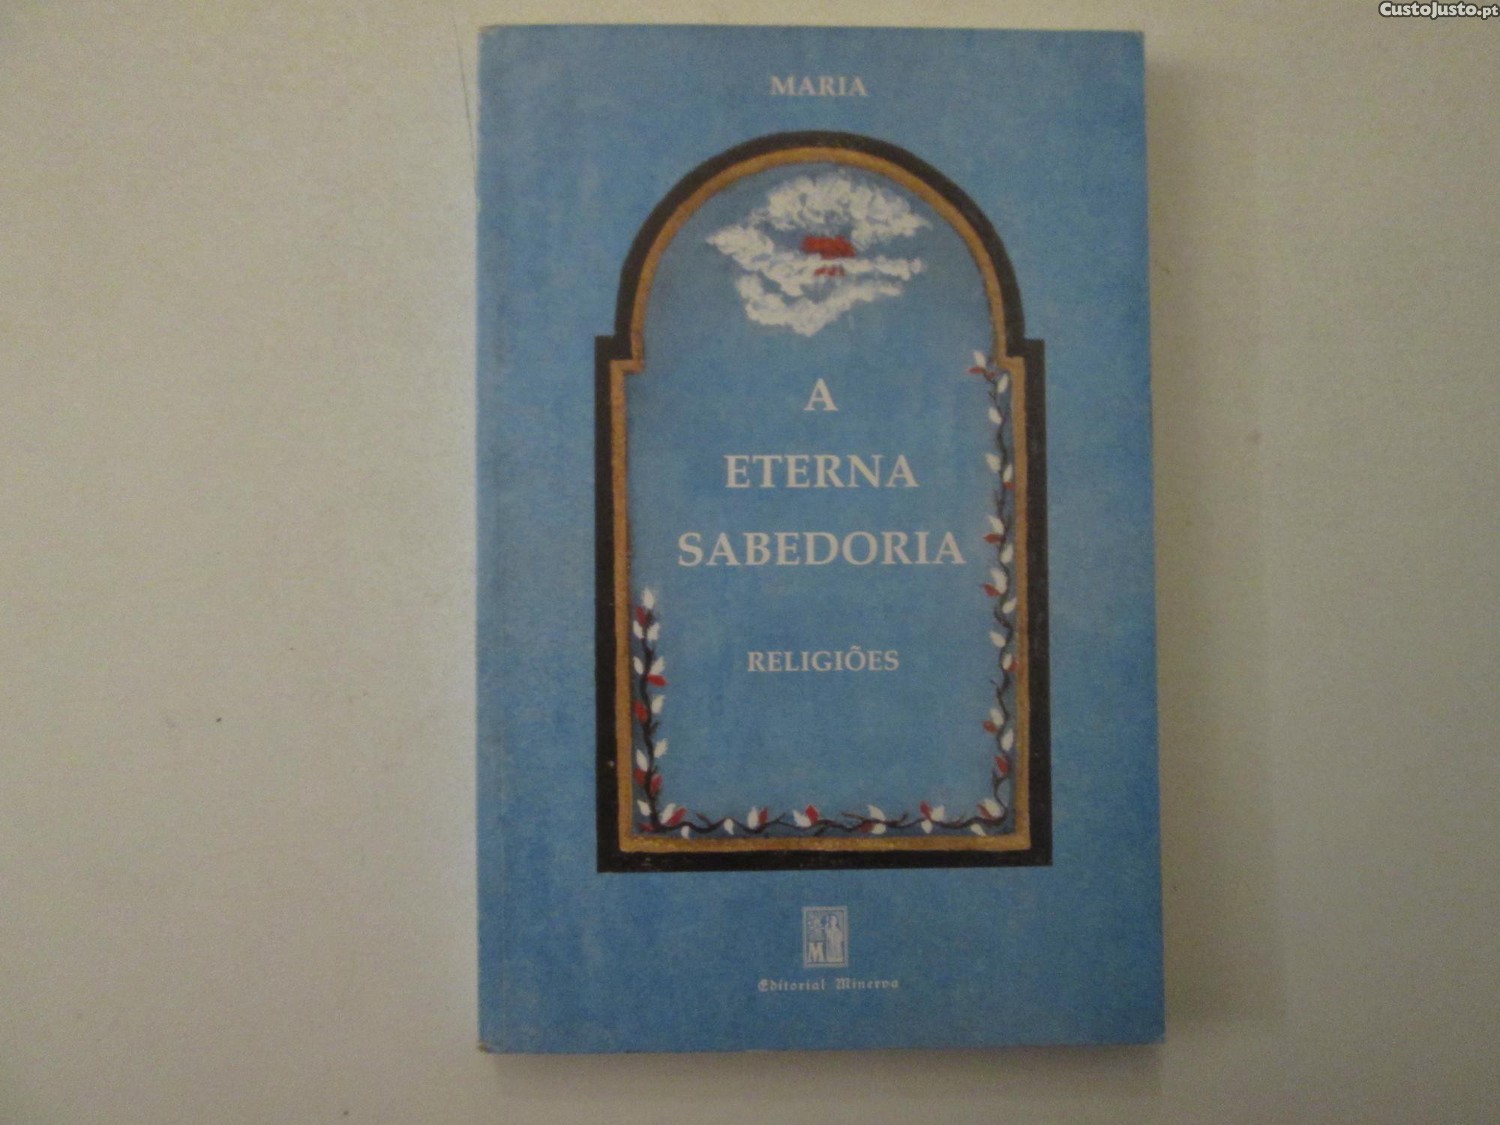 CustoJusto.pt
MARIA
A
ETERNA
SABEDORIA
RELIGIÕES
M
Editorial Minerva